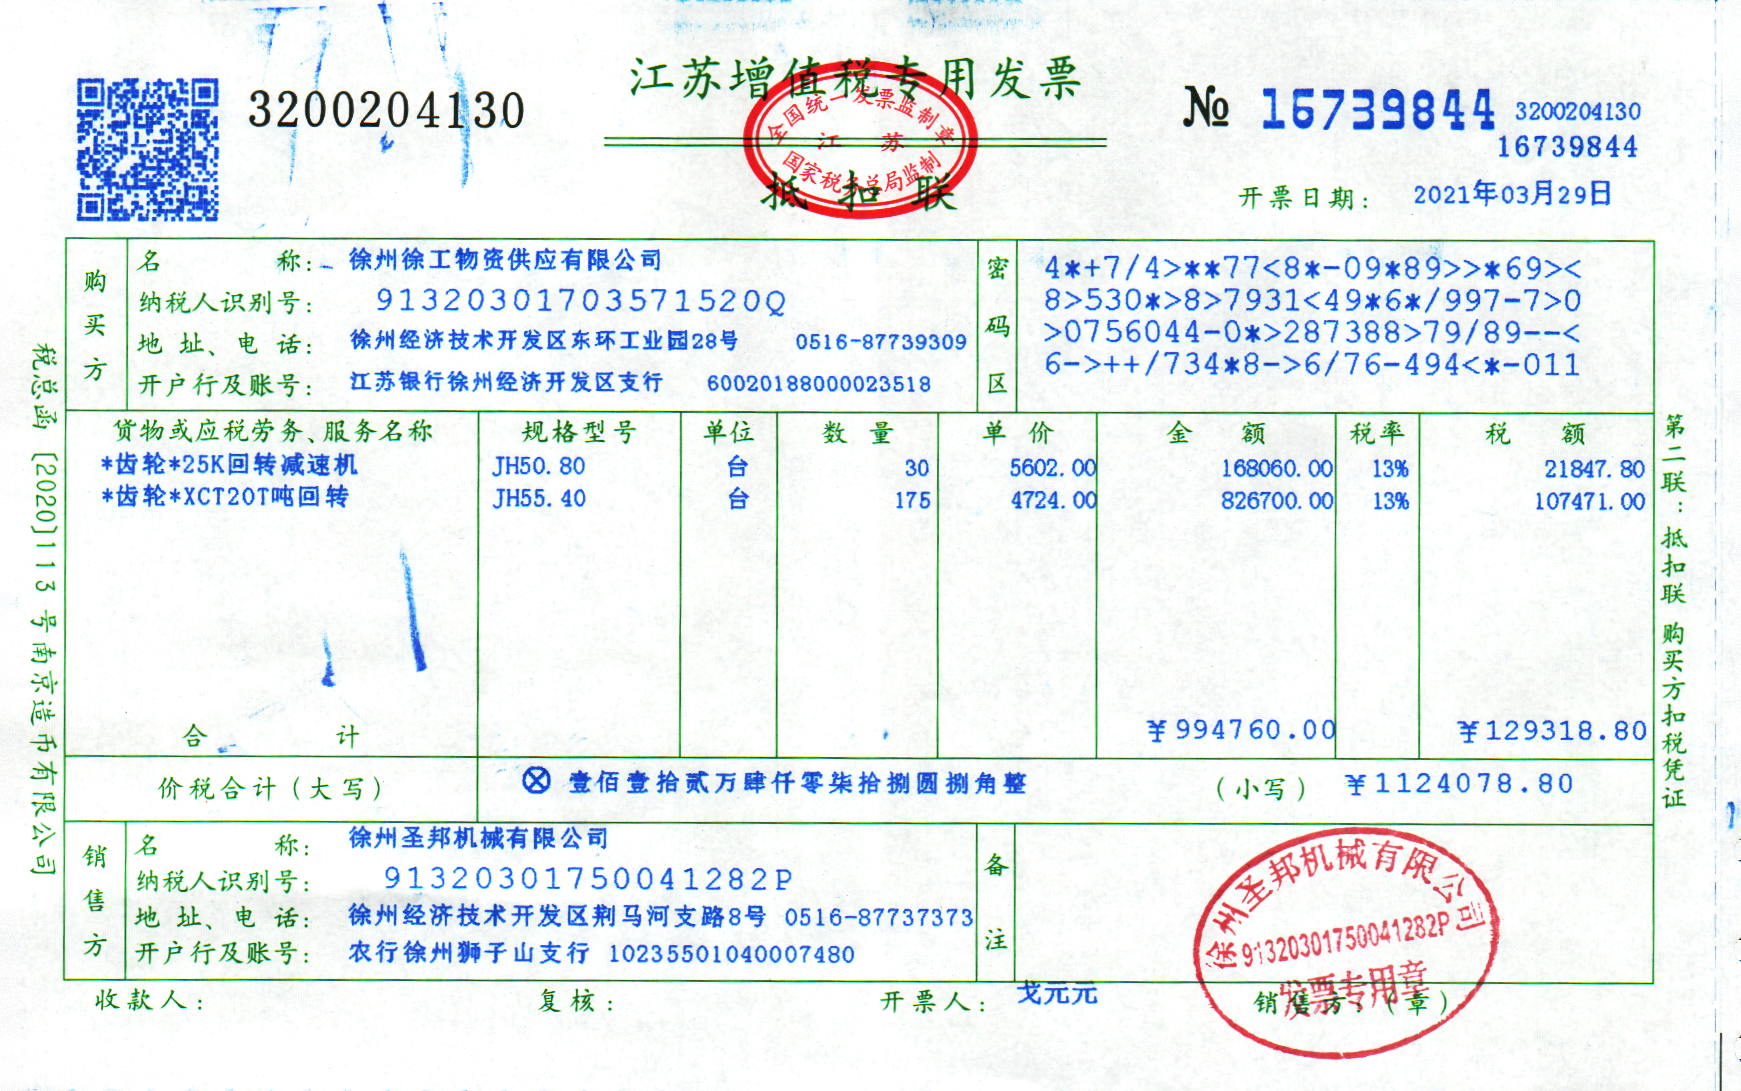 江苏增值税专用发票
3200204130
№ 16739844 3200204130
16739844
全国统一发票监制章
江 苏
国家税务总局监制
抵扣联
开票日期: 2021年03月29日
购买方
名 称: 徐州徐工物资供应有限公司
纳税人识别号: 91320301703571520Q
地 址、电 话: 徐州经济技术开发区东环工业园28号 0516-87739309
开户行及账号: 江苏银行徐州经济开发区支行 60020188000023518
密码区
4*+7/4>**77<8*-09*89>>*69><
8>530*>8>7931<49*6*/997-7>0
>0756044-0*>287388>79/89--<
6->++/734*8->6/76-494<*-011
货物或应税劳务、服务名称 规格型号 单位 数 量 单 价 金 额 税率 税 额
*齿轮*25K回转减速机 JH50.80 台 30 5602.00 168060.00 13% 21847.80
*齿轮*XCT20T吨回转 JH55.40 台 175 4724.00 826700.00 13% 107471.00
合 计 ¥994760.00 ¥129318.80
价税合计(大写) ⊗ 壹佰壹拾贰万肆仟零柒拾捌圆捌角整 (小写) ¥1124078.80
销售方
名 称: 徐州圣邦机械有限公司
纳税人识别号: 91320301750041282P
地 址、电 话: 徐州经济技术开发区荆马河支路8号 0516-87737373
开户行及账号: 农行徐州狮子山支行 10235501040007480
备注
徐州圣邦机械有限公司
91320301750041282P
发票专用章
收款人: 复核: 开票人: 戈元元 销售方:(章)
税总函[2020]113号南京造币有限公司
第二联:抵扣联 购买方扣税凭证